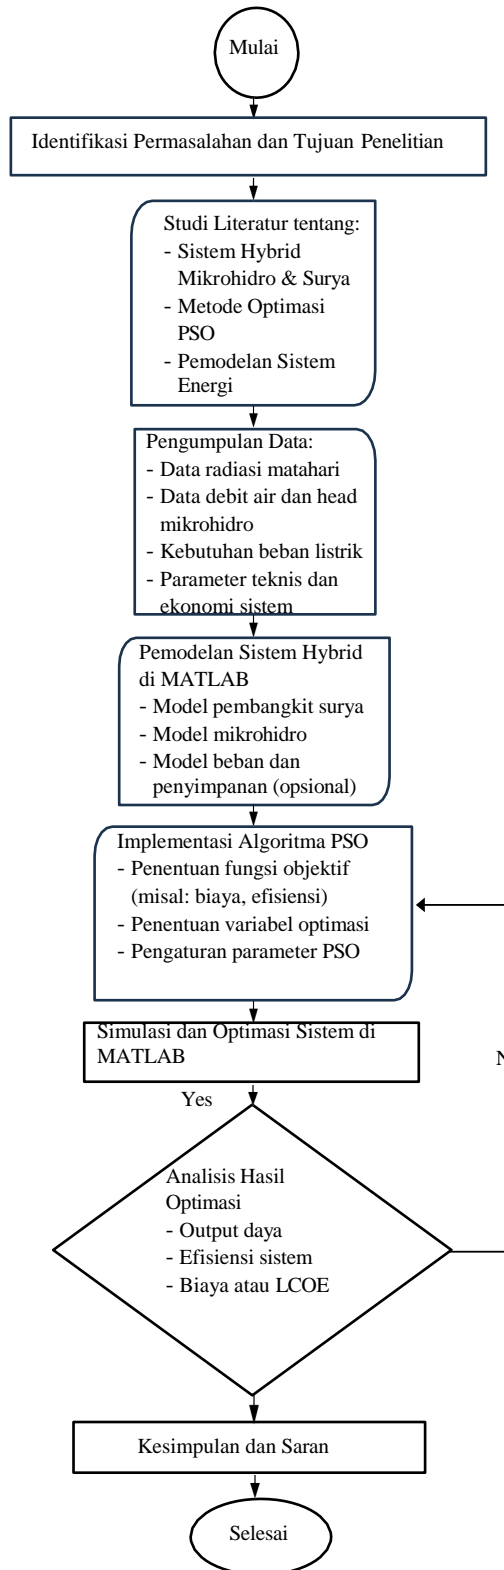 Mulai
Identifikasi Permasalahan dan Tujuan Penelitian
Studi Literatur tentang:
- Sistem Hybrid
Mikrohidro & Surya
- Metode Optimasi
PSO
- Pemodelan Sistem
Energi
Pengumpulan Data:
- Data radiasi matahari
- Data debit air dan head
mikrohidro
- Kebutuhan beban listrik
- Parameter teknis dan
ekonomi sistem
Pemodelan Sistem Hybrid
di MATLAB
- Model pembangkit surya
- Model mikrohidro
- Model beban dan
penyimpanan (opsional)
Implementasi Algoritma PSO
- Penentuan fungsi objektif
(misal: biaya, efisiensi)
- Penentuan variabel optimasi
- Pengaturan parameter PSO
Simulasi dan Optimasi Sistem di
MATLAB
Yes
Analisis Hasil
Optimasi
- Output daya
- Efisiensi sistem
- Biaya atau LCOE
Kesimpulan dan Saran
Selesai